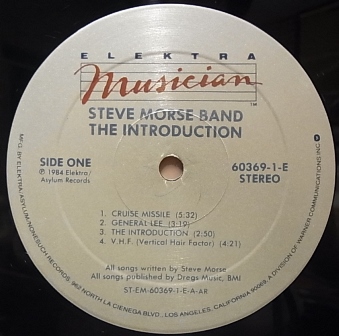 ELEKTRA
Musician
TM
STEVE MORSE BAND
THE INTRODUCTION
SIDE ONE
℗ 1984 Elektra/
Asylum Records
60369-1-E
STEREO
1. CRUISE MISSILE (5:32)
2. GENERAL LEE (3:19)
3. THE INTRODUCTION (2:50)
4. V.H.F. (Vertical Hair Factor) (4:21)
All songs written by Steve Morse
All songs published by Dregs Music, BMI
ST-EM-60369-1-E-A-AR
MFG. BY ELEKTRA/ASYLUM/NONESUCH RECORDS, 962 NORTH LA CIENEGA BLVD., LOS ANGELES, CALIFORNIA 90069. A DIVISION OF WARNER COMMUNICATIONS INC.